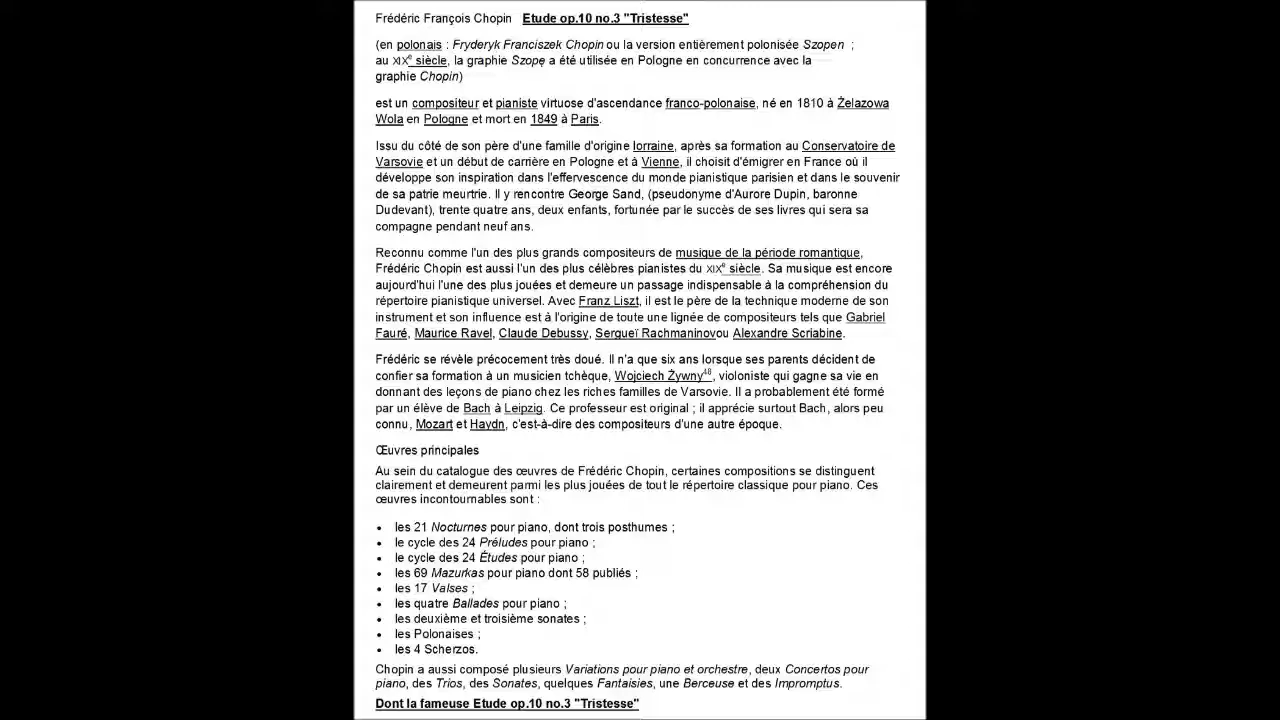 Frédéric François Chopin Etude op.10 no.3 "Tristesse"
(en polonais : Fryderyk Franciszek Chopin ou la version entièrement polonisée Szopen ;
au XIXe siècle, la graphie Szopę a été utilisée en Pologne en concurrence avec la
graphie Chopin)
est un compositeur et pianiste virtuose d'ascendance franco-polonaise, né en 1810 à Żelazowa
Wola en Pologne et mort en 1849 à Paris.
Issu du côté de son père d'une famille d'origine lorraine, après sa formation au Conservatoire de
Varsovie et un début de carrière en Pologne et à Vienne, il choisit d'émigrer en France où il
développe son inspiration dans l'effervescence du monde pianistique parisien et dans le souvenir
de sa patrie meurtrie. Il y rencontre George Sand, (pseudonyme d'Aurore Dupin, baronne
Dudevant), trente quatre ans, deux enfants, fortunée par le succès de ses livres qui sera sa
compagne pendant neuf ans.
Reconnu comme l'un des plus grands compositeurs de musique de la période romantique,
Frédéric Chopin est aussi l'un des plus célèbres pianistes du XIXe siècle. Sa musique est encore
aujourd'hui l'une des plus jouées et demeure un passage indispensable à la compréhension du
répertoire pianistique universel. Avec Franz Liszt, il est le père de la technique moderne de son
instrument et son influence est à l'origine de toute une lignée de compositeurs tels que Gabriel
Fauré, Maurice Ravel, Claude Debussy, Sergueï Rachmaninovou Alexandre Scriabine.
Frédéric se révèle précocement très doué. Il n'a que six ans lorsque ses parents décident de
confier sa formation à un musicien tchèque, Wojciech Żywny48, violoniste qui gagne sa vie en
donnant des leçons de piano chez les riches familles de Varsovie. Il a probablement été formé
par un élève de Bach à Leipzig. Ce professeur est original ; il apprécie surtout Bach, alors peu
connu, Mozart et Haydn, c'est-à-dire des compositeurs d'une autre époque.
Œuvres principales
Au sein du catalogue des œuvres de Frédéric Chopin, certaines compositions se distinguent
clairement et demeurent parmi les plus jouées de tout le répertoire classique pour piano. Ces
œuvres incontournables sont :
• les 21 Nocturnes pour piano, dont trois posthumes ;
• le cycle des 24 Préludes pour piano ;
• le cycle des 24 Études pour piano ;
• les 69 Mazurkas pour piano dont 58 publiés ;
• les 17 Valses ;
• les quatre Ballades pour piano ;
• les deuxième et troisième sonates ;
• les Polonaises ;
• les 4 Scherzos.
Chopin a aussi composé plusieurs Variations pour piano et orchestre, deux Concertos pour
piano, des Trios, des Sonates, quelques Fantaisies, une Berceuse et des Impromptus.
Dont la fameuse Etude op.10 no.3 "Tristesse"